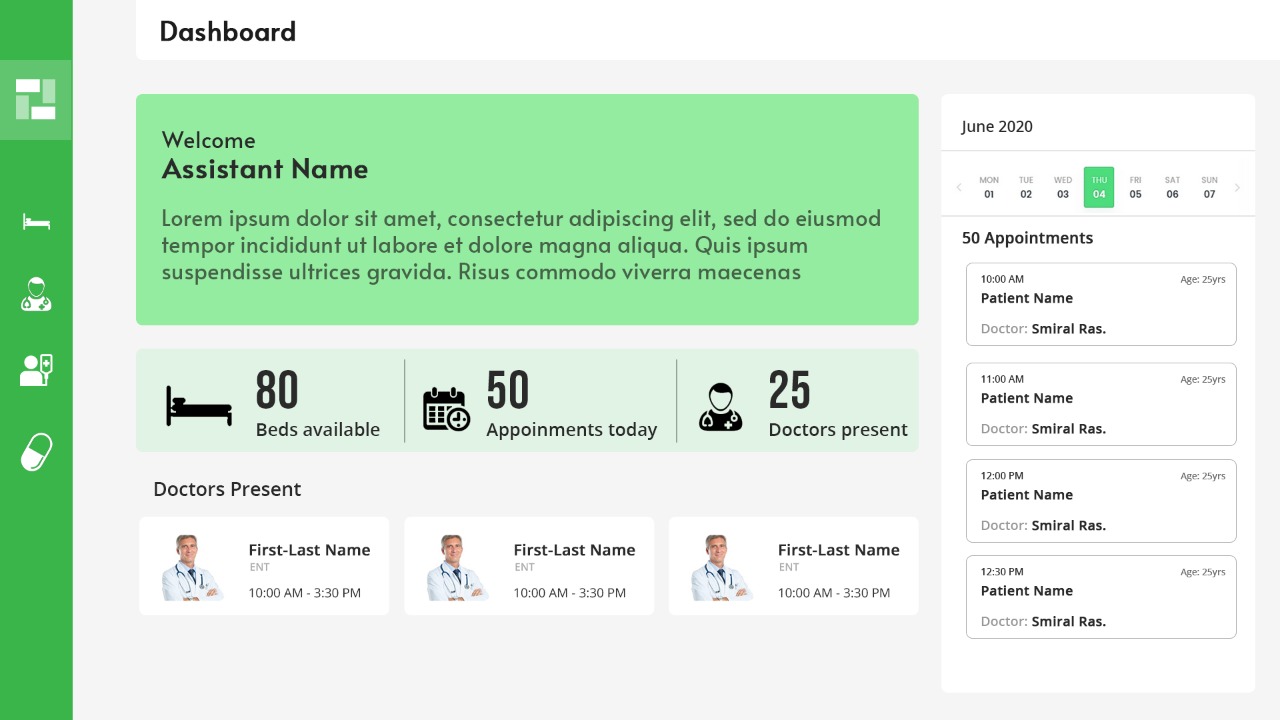 Dashboard
Welcome
Assistant Name
Lorem ipsum dolor sit amet, consectetur adipiscing elit, sed do eiusmod
tempor incididunt ut labore et dolore magna aliqua. Quis ipsum
suspendisse ultrices gravida. Risus commodo viverra maecenas
80
Beds available
50
Appoinments today
25
Doctors present
Doctors Present
First-Last Name
ENT
10:00 AM - 3:30 PM
First-Last Name
ENT
10:00 AM - 3:30 PM
First-Last Name
ENT
10:00 AM - 3:30 PM
June 2020
MON TUE WED THU FRI SAT SUN
01 02 03 04 05 06 07
50 Appointments
10:00 AM Age: 25yrs
Patient Name
Doctor: Smiral Ras.
11:00 AM Age: 25yrs
Patient Name
Doctor: Smiral Ras.
12:00 PM Age: 25yrs
Patient Name
Doctor: Smiral Ras.
12:30 PM Age: 25yrs
Patient Name
Doctor: Smiral Ras.